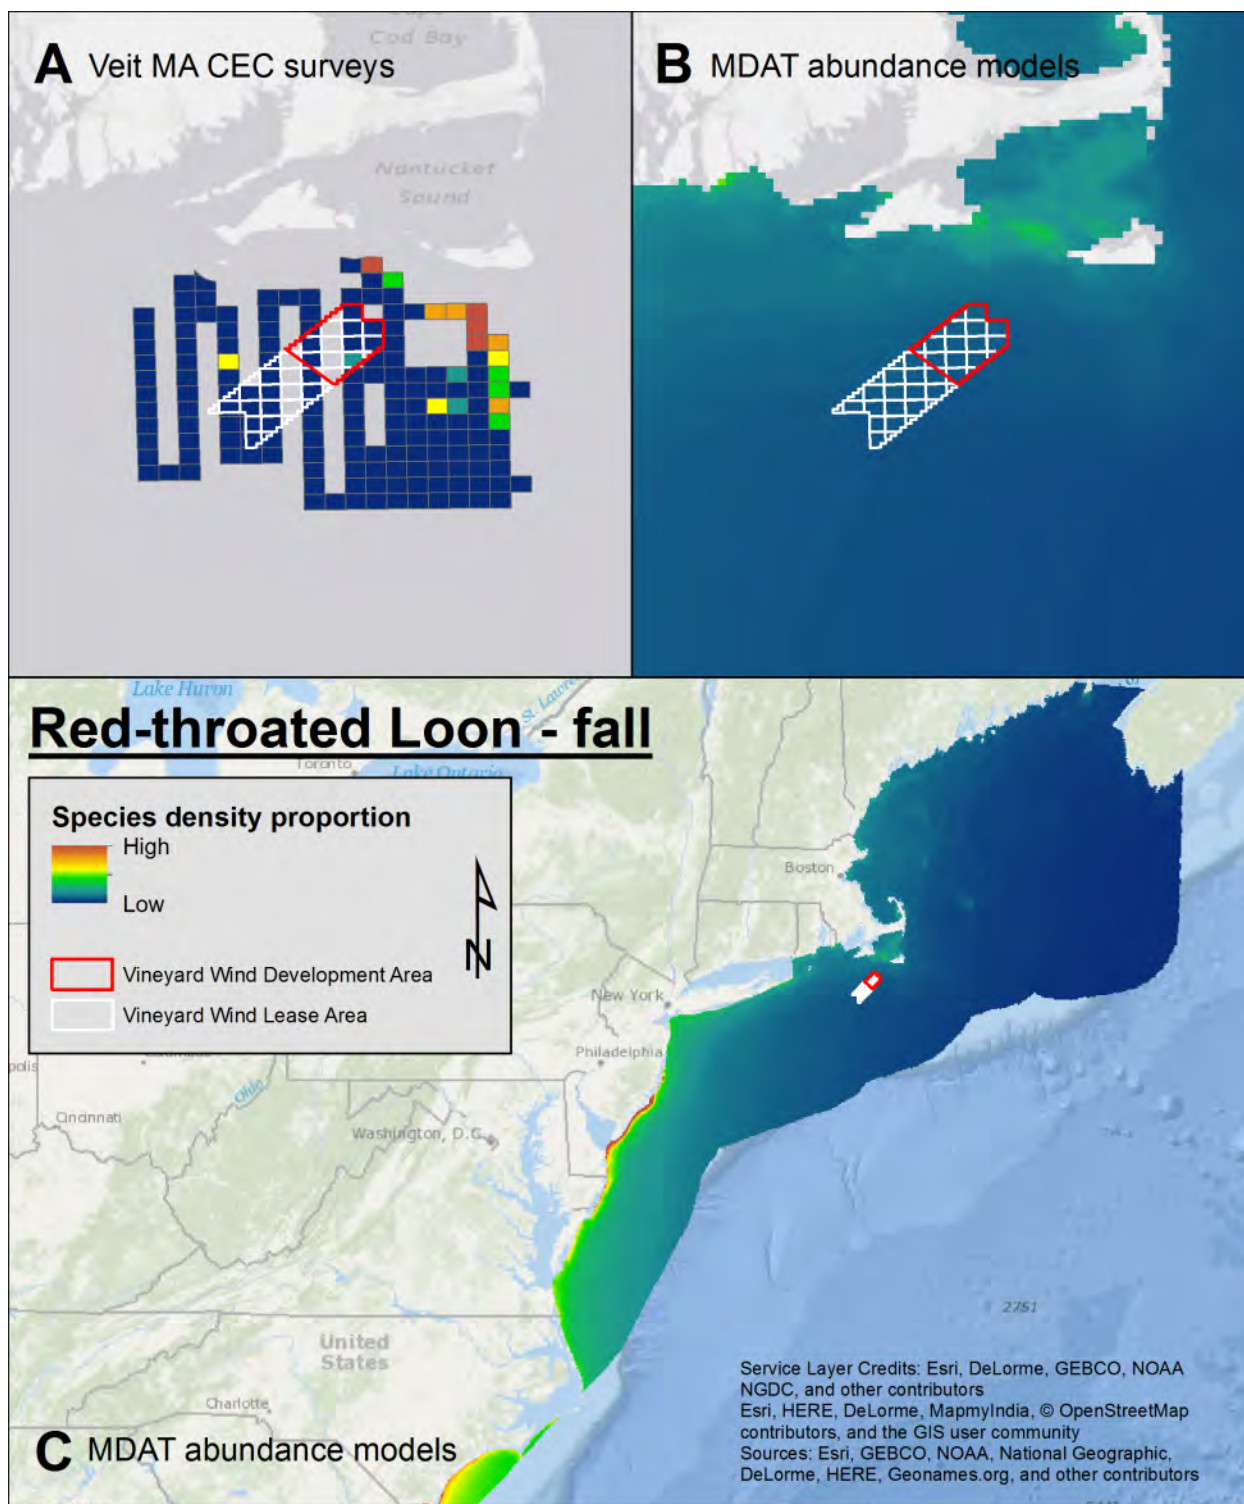 A Veit MA CEC surveys
Cod Bay
Nantucket
Sound
B MDAT abundance models
Lake Huron
St. Lawre
Red-throated Loon - fall
Toronto
Lake Ontario
Species density proportion
High
Low
Vineyard Wind Development Area
Vineyard Wind Lease Area
N
Boston
New York
Philadelphia
polis
Ohio
Cincinnati
Washington, D.C.
2751
United
States
Charlotte
Service Layer Credits: Esri, DeLorme, GEBCO, NOAA
NGDC, and other contributors
Esri, HERE, DeLorme, MapmyIndia, © OpenStreetMap
contributors, and the GIS user community
Sources: Esri, GEBCO, NOAA, National Geographic,
DeLorme, HERE, Geonames.org, and other contributors
C MDAT abundance models